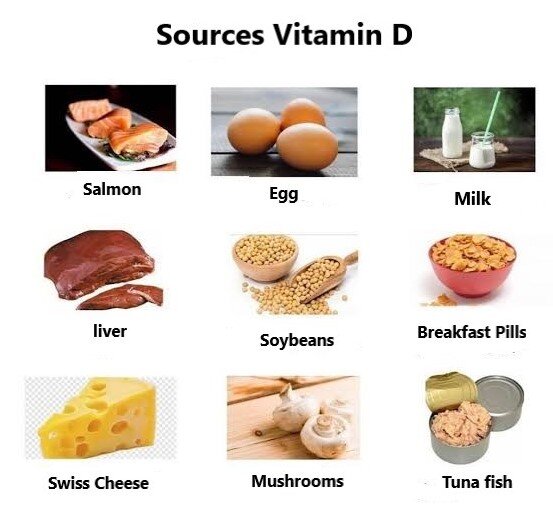 Sources Vitamin D
Salmon
Egg
Milk
liver
Soybeans
Breakfast Pills
Swiss Cheese
Mushrooms
Tuna fish